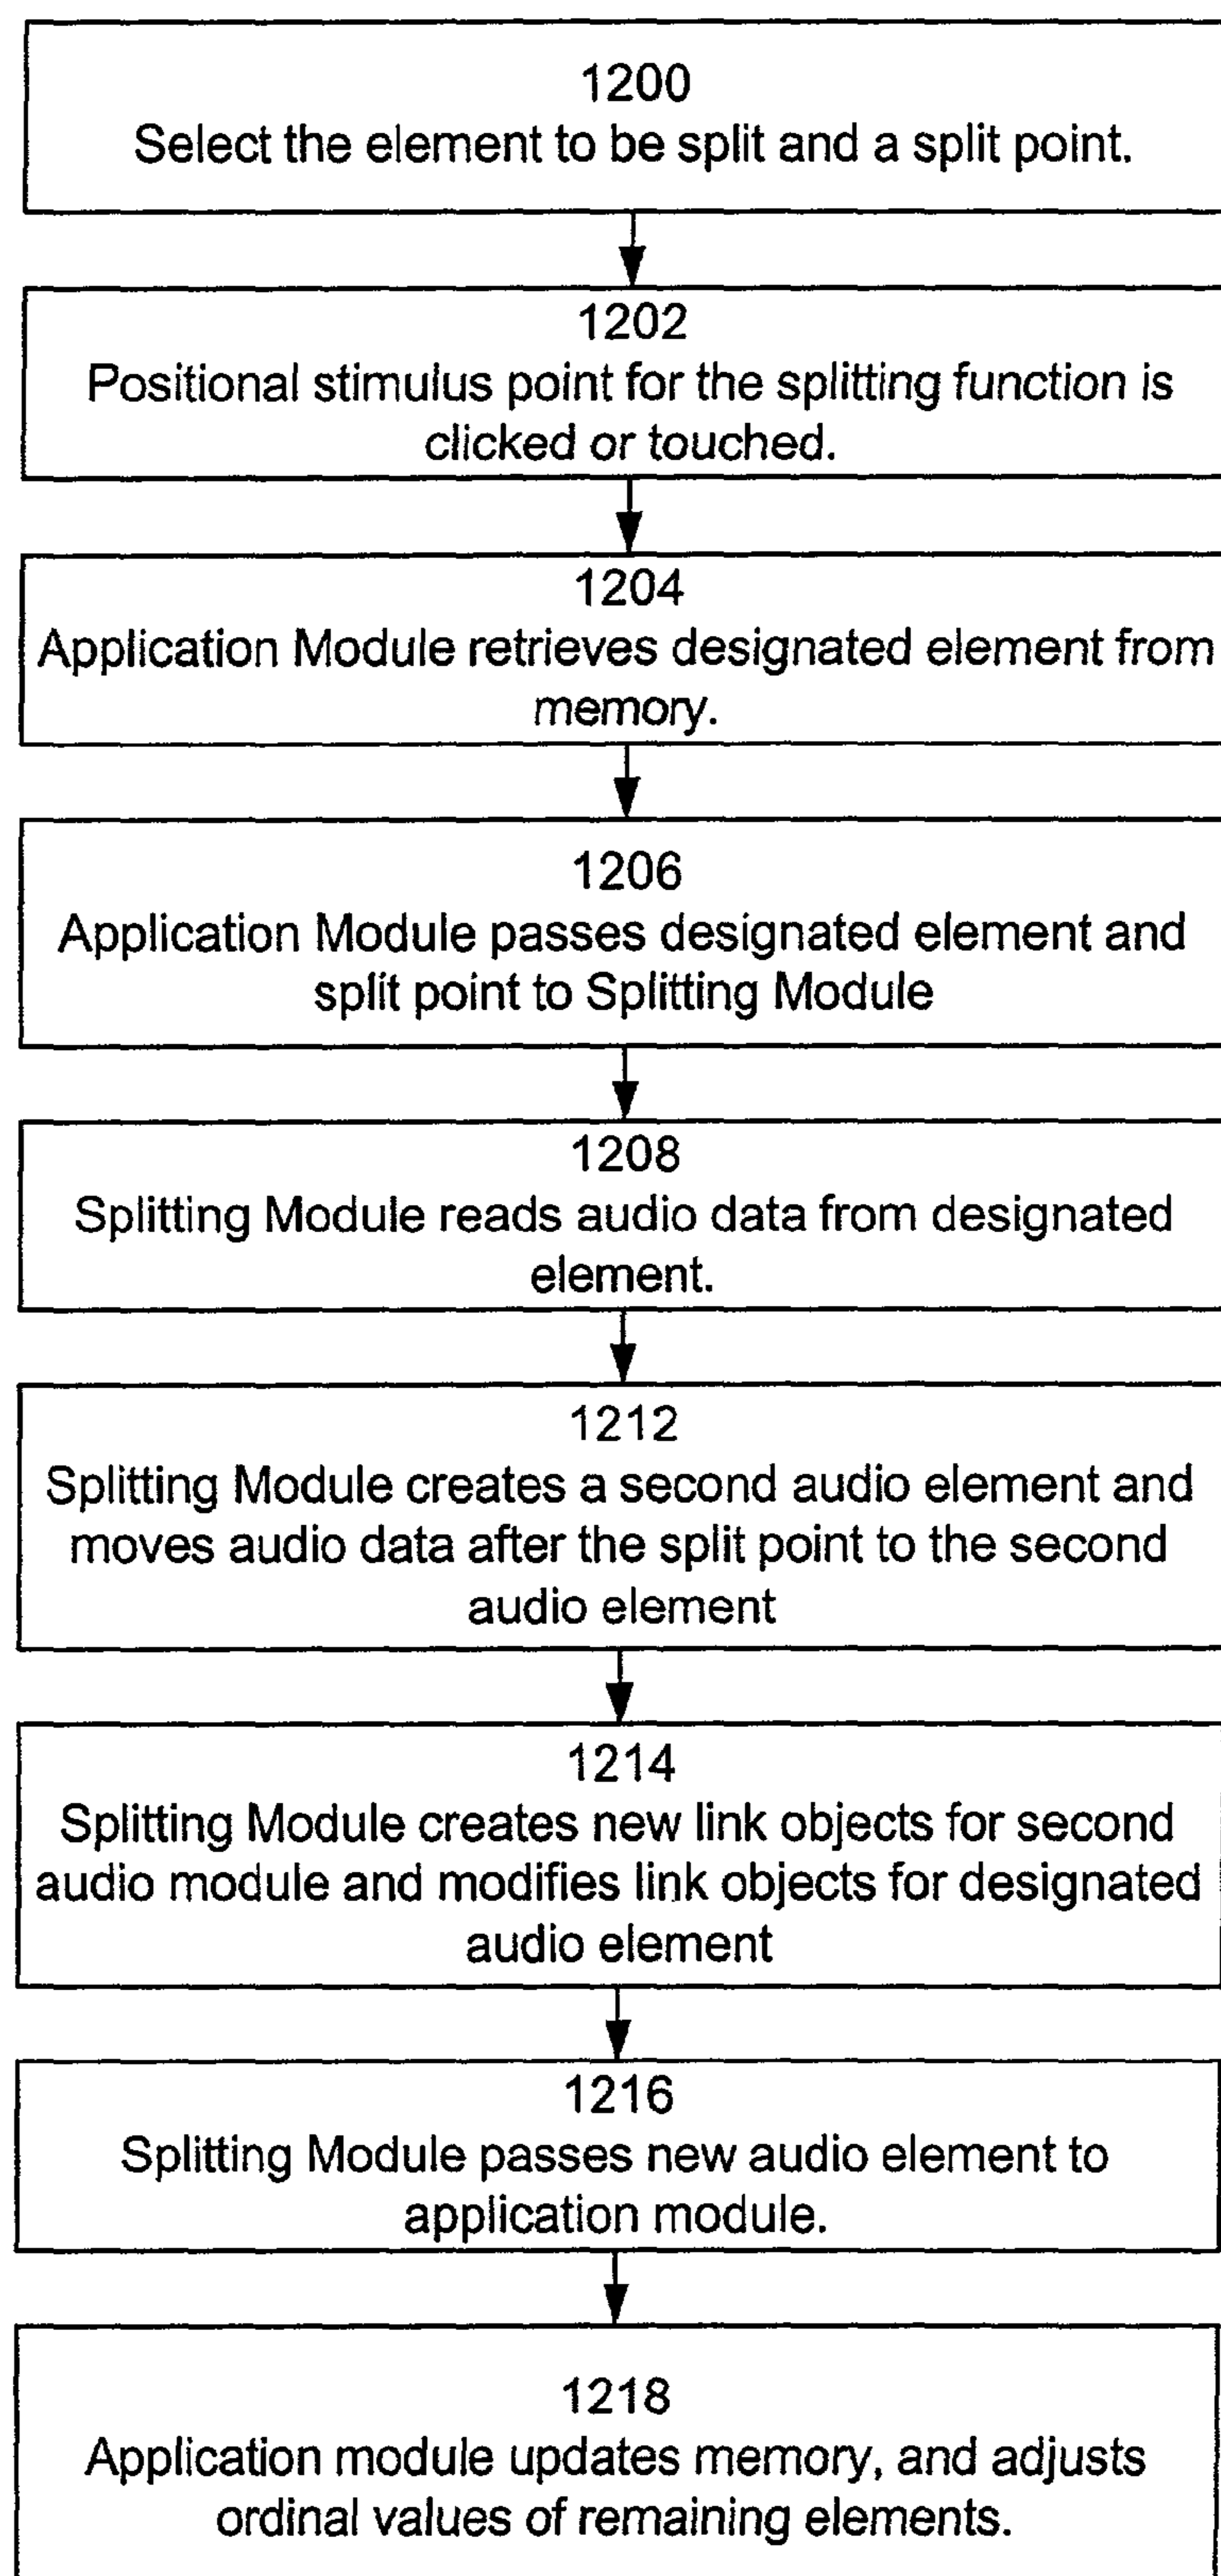 1200
Select the element to be split and a split point.
1202
Positional stimulus point for the splitting function is
clicked or touched.
1204
Application Module retrieves designated element from
memory.
1206
Application Module passes designated element and
split point to Splitting Module
1208
Splitting Module reads audio data from designated
element.
1212
Splitting Module creates a second audio element and
moves audio data after the split point to the second
audio element
1214
Splitting Module creates new link objects for second
audio module and modifies link objects for designated
audio element
1216
Splitting Module passes new audio element to
application module.
1218
Application module updates memory, and adjusts
ordinal values of remaining elements.